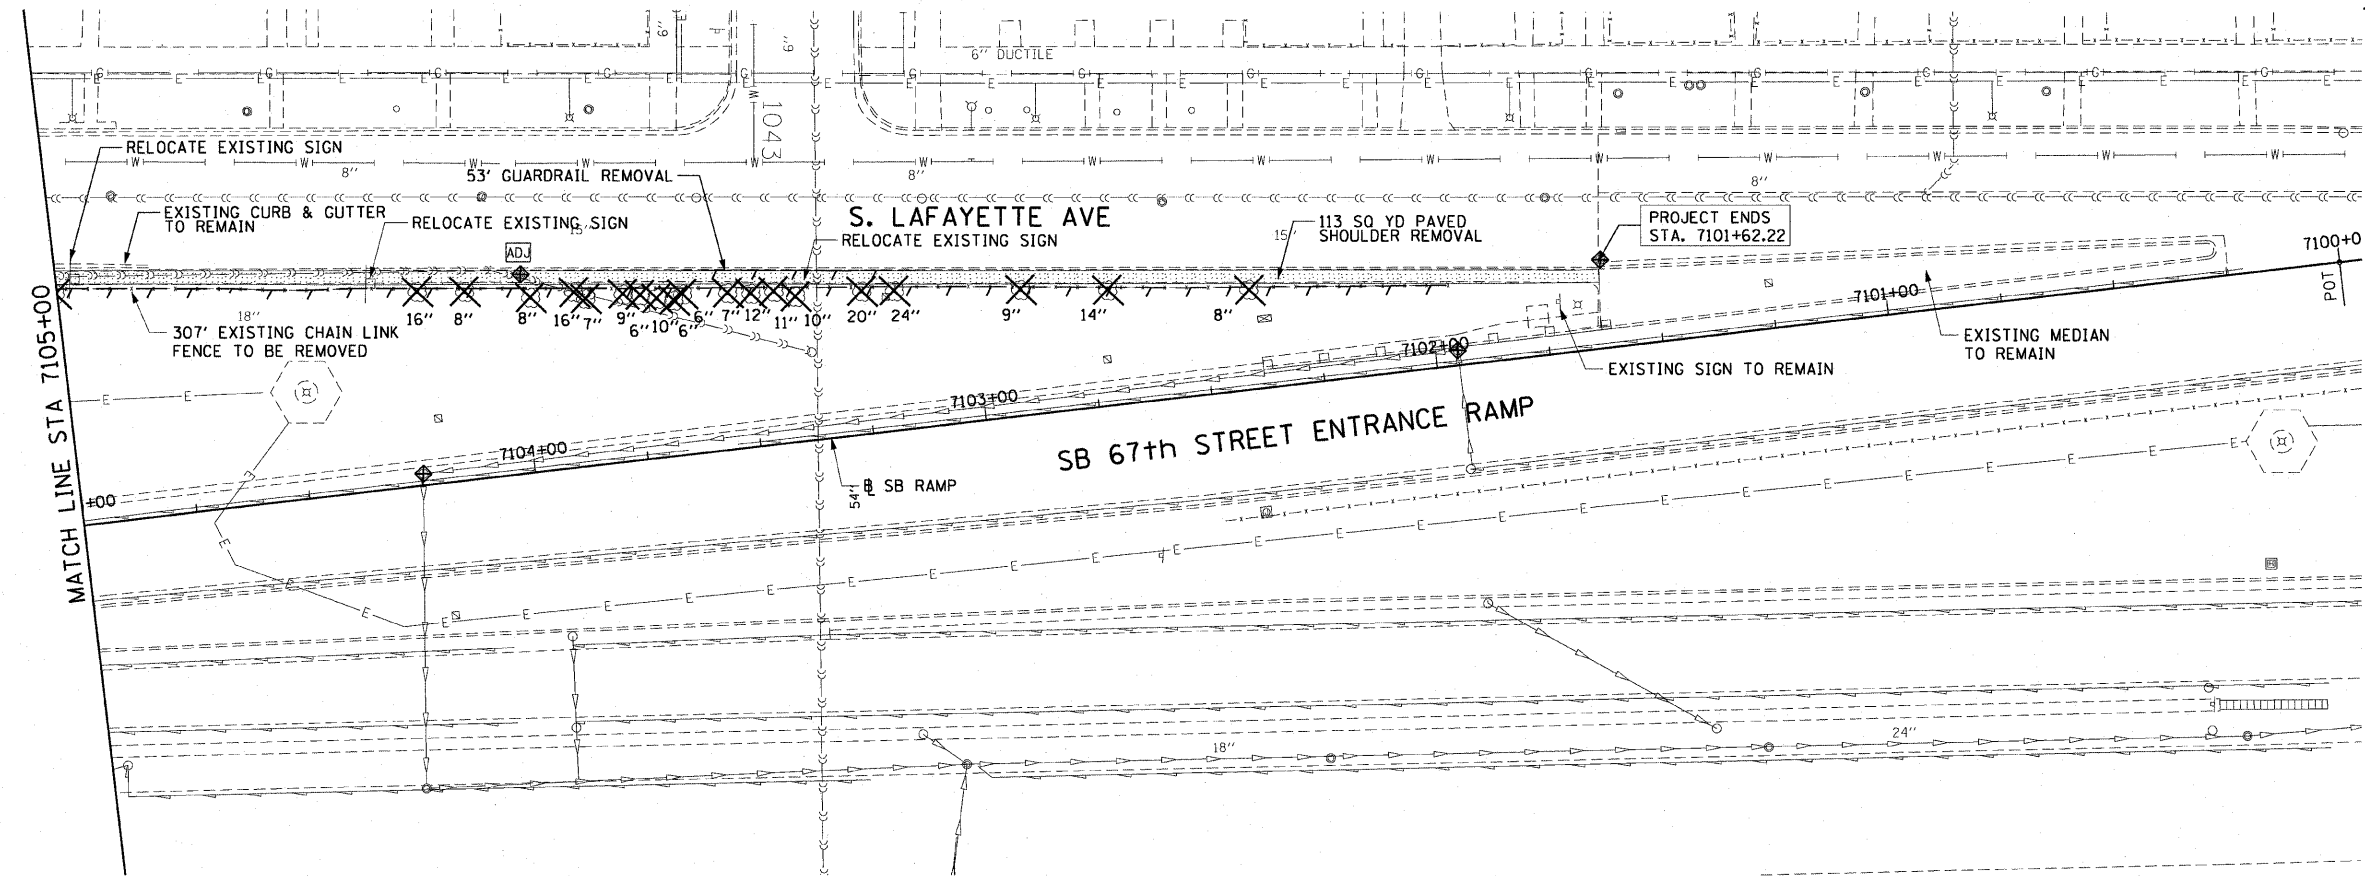 6"
P
6"
6" DUCTILE
G G G G G G G G G G G G G G
E E E E E E E E E E E E E E
1043
W
RELOCATE EXISTING SIGN
W W W W W W W W W W W W W W
8"
53' GUARDRAIL REMOVAL
8"
8"
EXISTING CURB & GUTTER
TO REMAIN
RELOCATE EXISTING SIGN
15"
S. LAFAYETTE AVE
RELOCATE EXISTING SIGN
15"
113 SQ YD PAVED
SHOULDER REMOVAL
PROJECT ENDS
STA. 7101+62.22
7100+0
POT
ADJ
7101+00
18"
307' EXISTING CHAIN LINK
FENCE TO BE REMOVED
16" 8" 8" 16" 7" 9" 6" 10" 6" 6" 7" 12" 11" 10" 20" 24" 9" 14" 8"
7102+00
EXISTING MEDIAN
TO REMAIN
EXISTING SIGN TO REMAIN
MATCH LINE STA 7105+00
7103+00
SB 67th STREET ENTRANCE RAMP
7104+00
+00
54"
B SB RAMP
E E E E E E E E E E E E E E
18"
24"